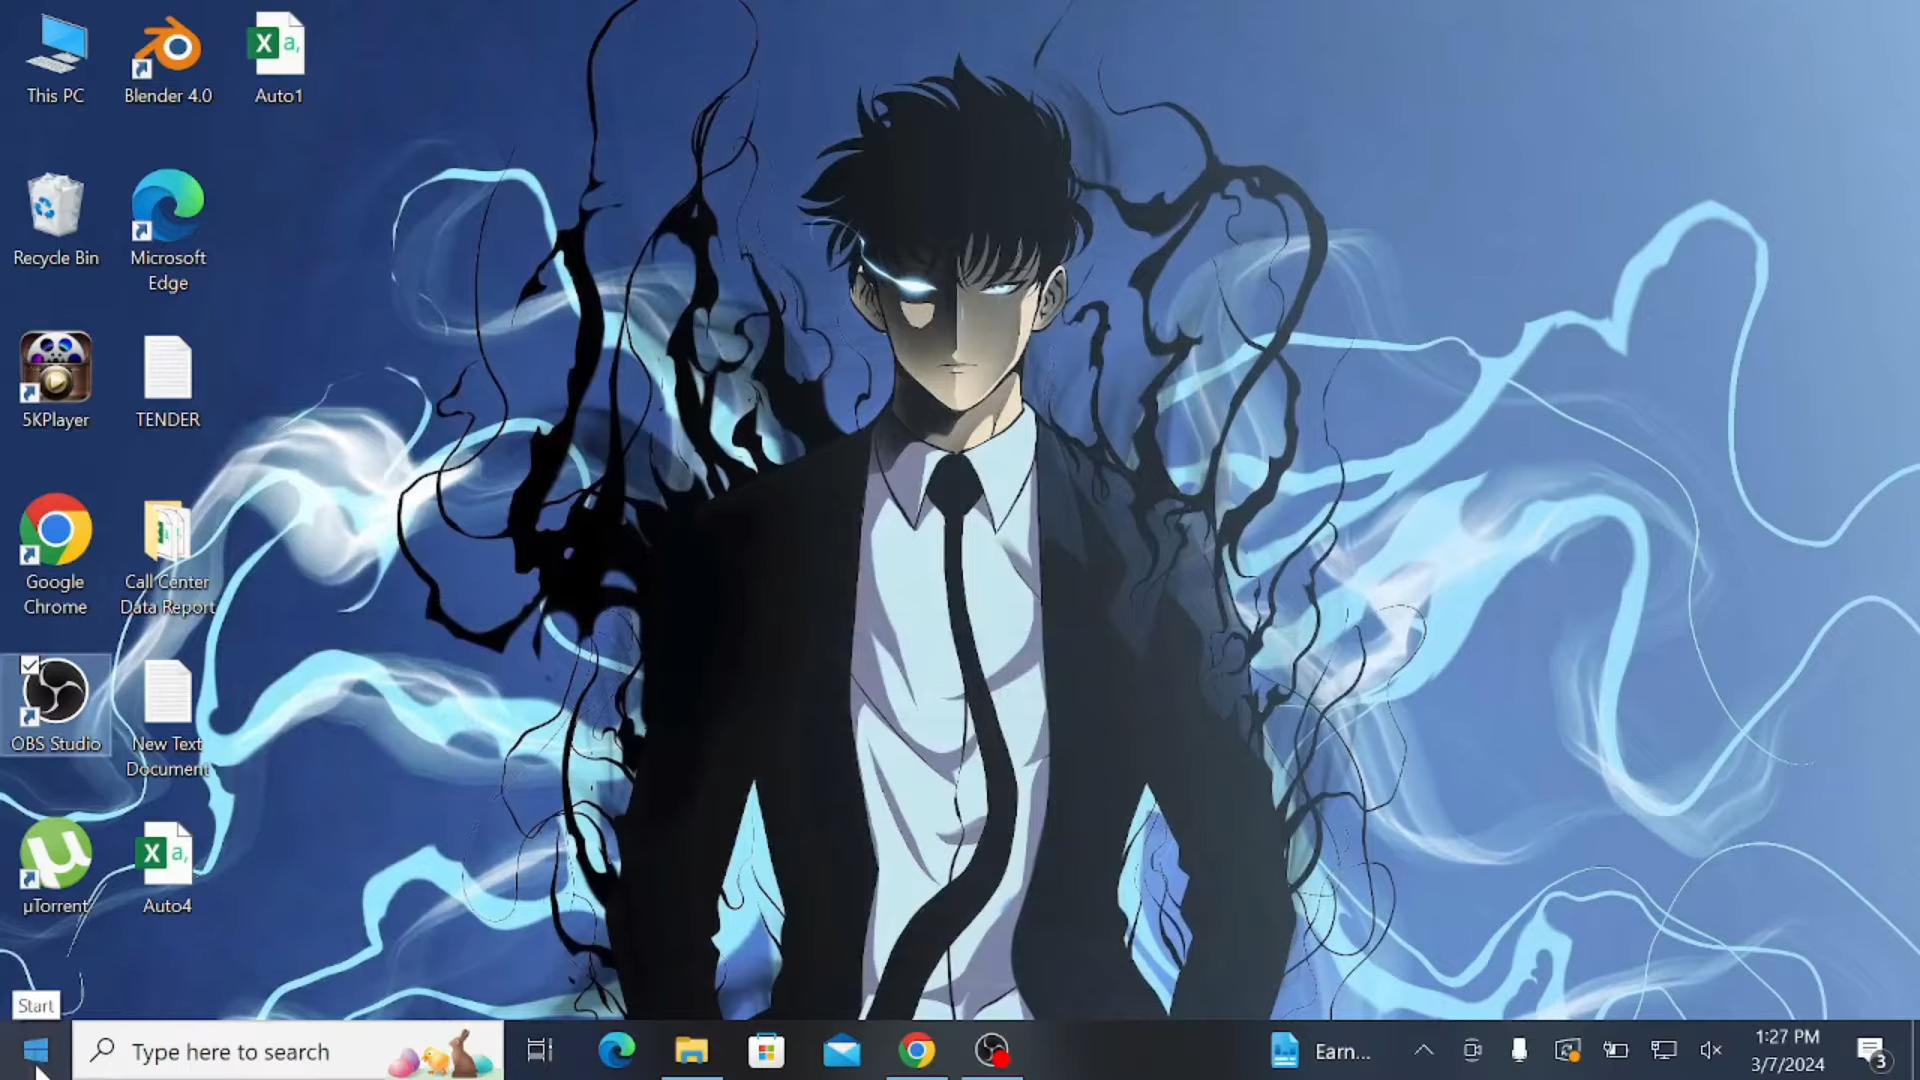 This PC
Blender 4.0
Auto1
a,
Recycle Bin
Microsoft
Edge
5KPlayer
TENDER
Google
Chrome
Call Center
Data Report
OBS Studio
New Text
Document
µTorrent
Auto4
a,
Start
Type here to search
Earn...
1:27 PM
3/7/2024
3